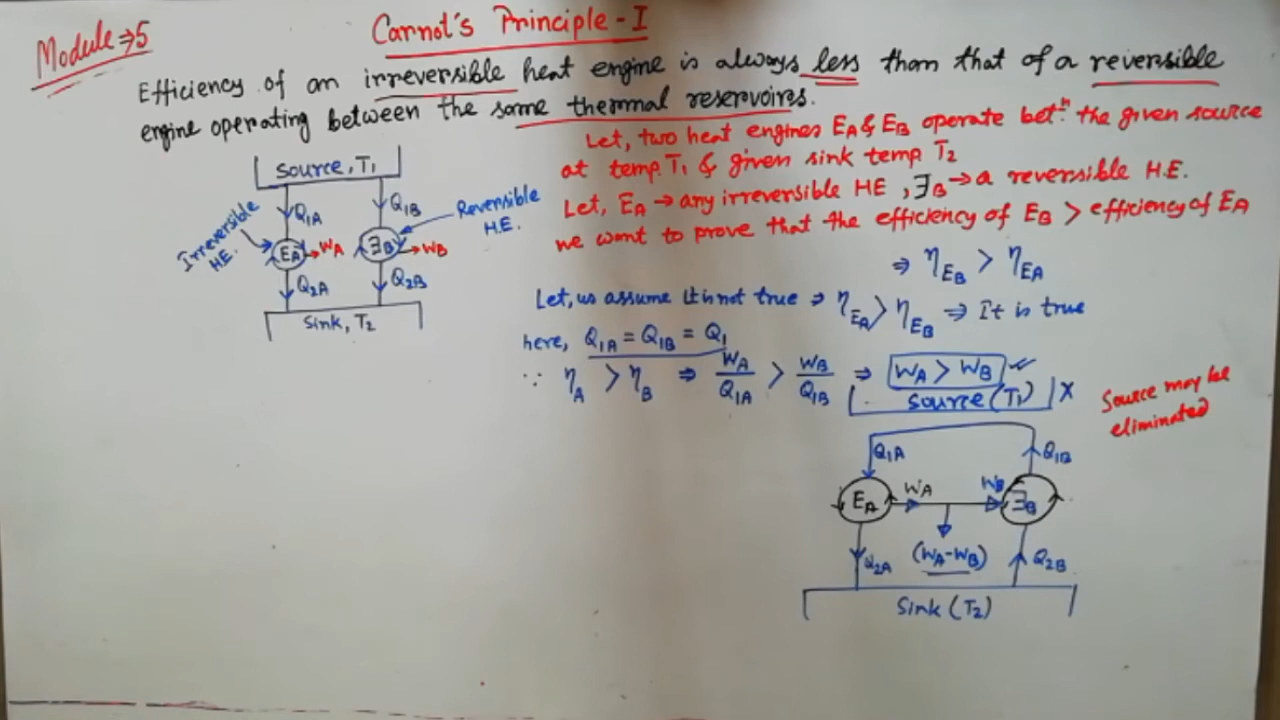 Module → 5
Carnot's Principle - I
Efficiency of an irreversible heat engine is always less than that of a reversible
engine operating between the same thermal reservoires.
Let, two heat engines EA & EB operate betⁿ the given source
at temp. T1 & given sink temp. T2
Let, EA → any irreversible HE, ∃B → a reversible H.E.
we want to prove that the efficiency of EB > efficiency of EA
⇒ ηEB > ηEA
Let, us assume it is not true ⇒ ηEA > ηEB ⇒ It is true
here, Q1A = Q1B = Q1
∵ ηA > ηB ⇒ WA/Q1A > WB/Q1B ⇒ WA > WB ✓
Source, T1
Q1A
Q1B
Irreversible
HE.
Reversible
H.E.
EA
WA
∃B
WB
Q2A
Q2B
Sink, T2
Source (T1) X
Source may be
eliminated
Q1A
Q1B
EA
WA
WB
∃B
Q2A
(WA-WB)
Q2B
Sink (T2)